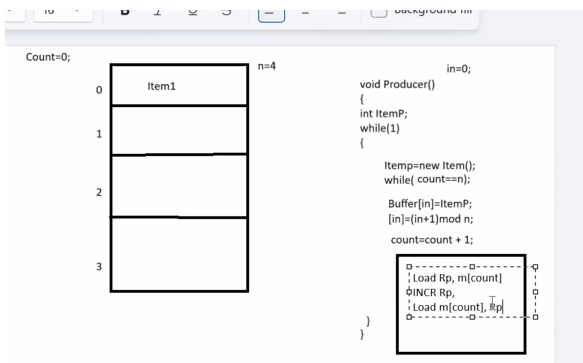 Background fill
Count=0;
n=4
0
Item1
1
2
3
in=0;
void Producer()
{
int ItemP;
while(1)
{
Itemp=new Item();
while( count==n);
Buffer[in]=ItemP;
[in]=(in+1)mod n;
count=count + 1;
Load Rp, m[count]
INCR Rp,
Load m[count], Rp
}
}